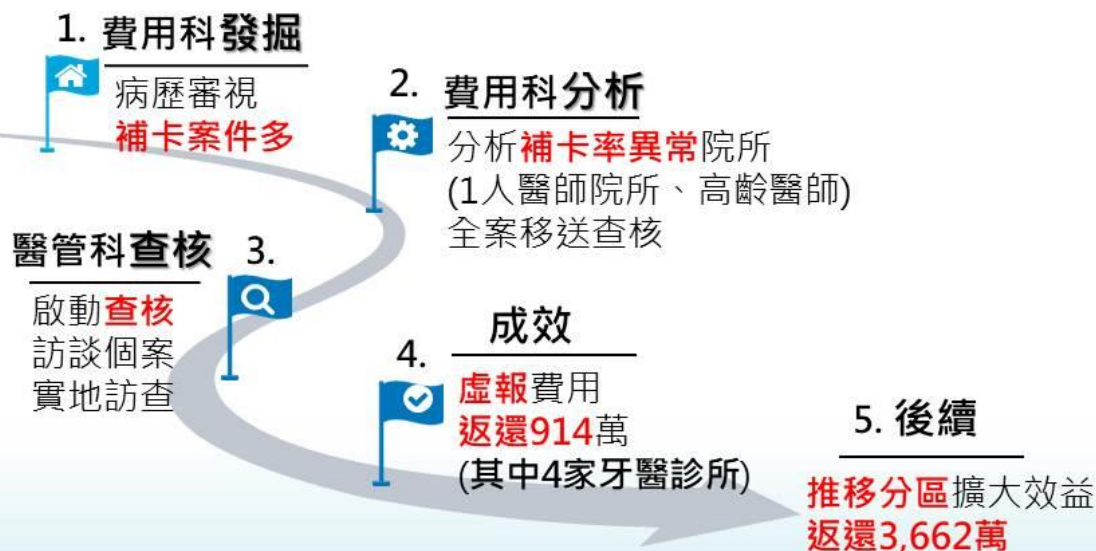 1. 費用科發掘
病歷審視
補卡案件多
2. 費用科分析
分析補卡率異常院所
(1人醫師院所、高齡醫師)
全案移送查核
醫管科查核 3.
啟動查核
訪談個案
實地訪查
成效
4.
虛報費用
返還914萬
(其中4家牙醫診所)
5. 後續
推移分區擴大效益
返還3,662萬